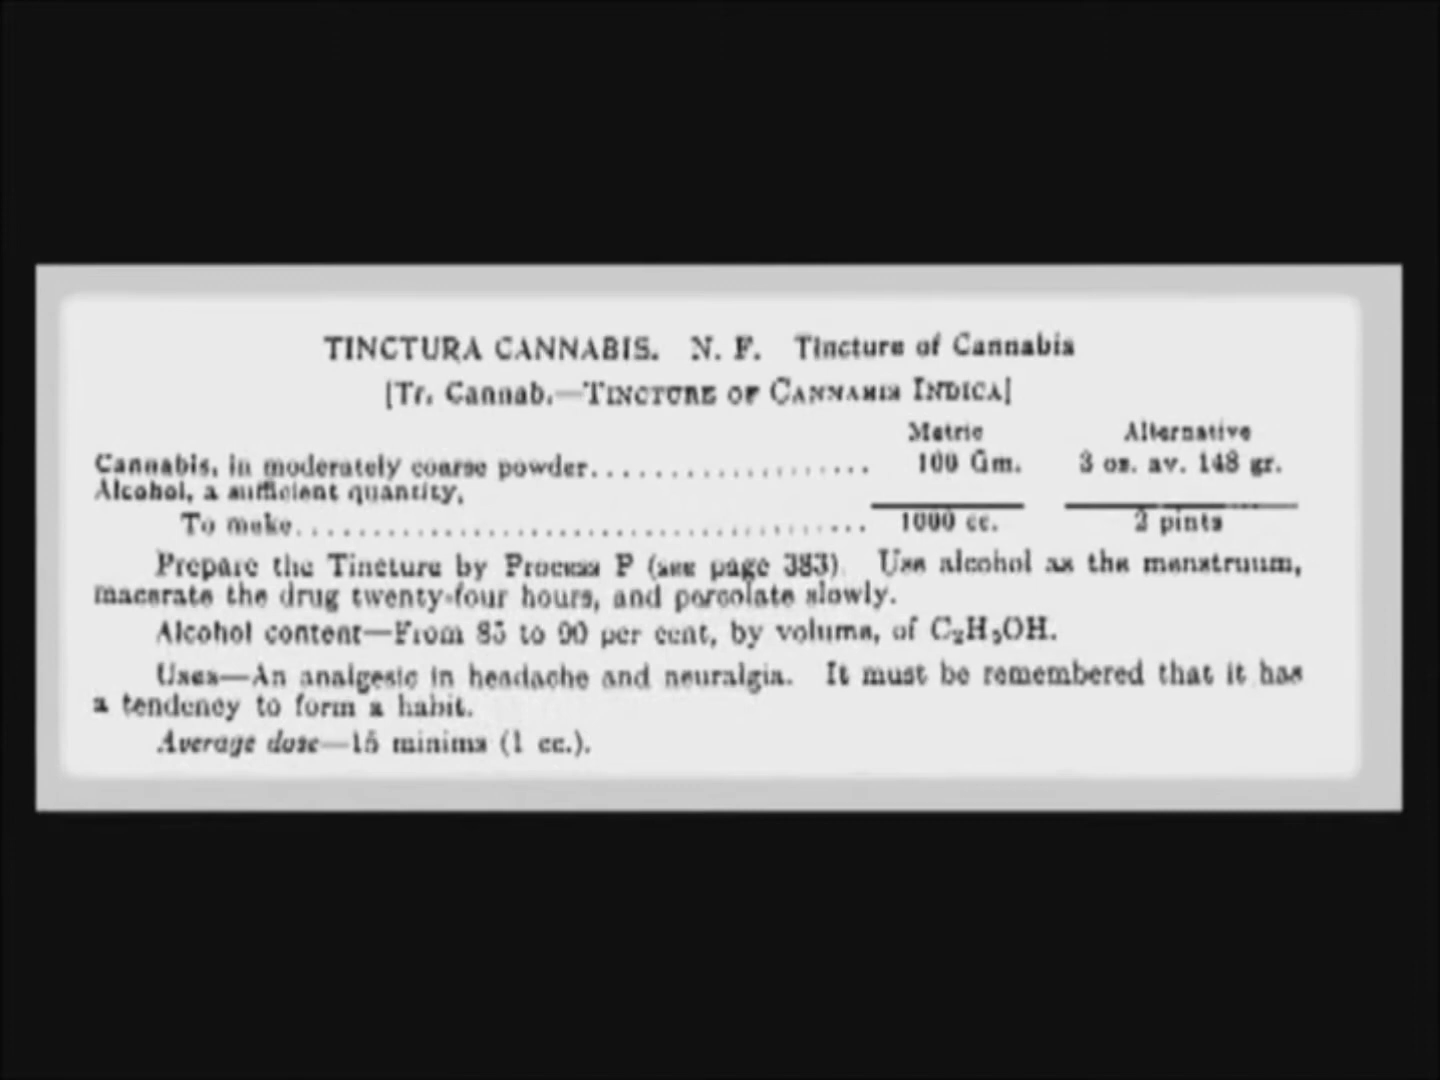 TINCTURA CANNABIS. N. F. Tincture of Cannabis
[Tr. Cannab.—TINCTURE OF CANNABIS INDICA]
Metric Alternative
Cannabis, in moderately coarse powder.................... 100 Gm. 3 oz. av. 148 gr.
Alcohol, a sufficient quantity,
To make........................................ 1000 cc. 2 pints
Prepare the Tincture by Process P (see page 383). Use alcohol as the menstruum,
macerate the drug twenty-four hours, and percolate slowly.
Alcohol content—From 85 to 90 per cent, by volume, of C₂H₅OH.
Uses—An analgesic in headache and neuralgia. It must be remembered that it has
a tendency to form a habit.
Average dose—15 minims (1 cc.).